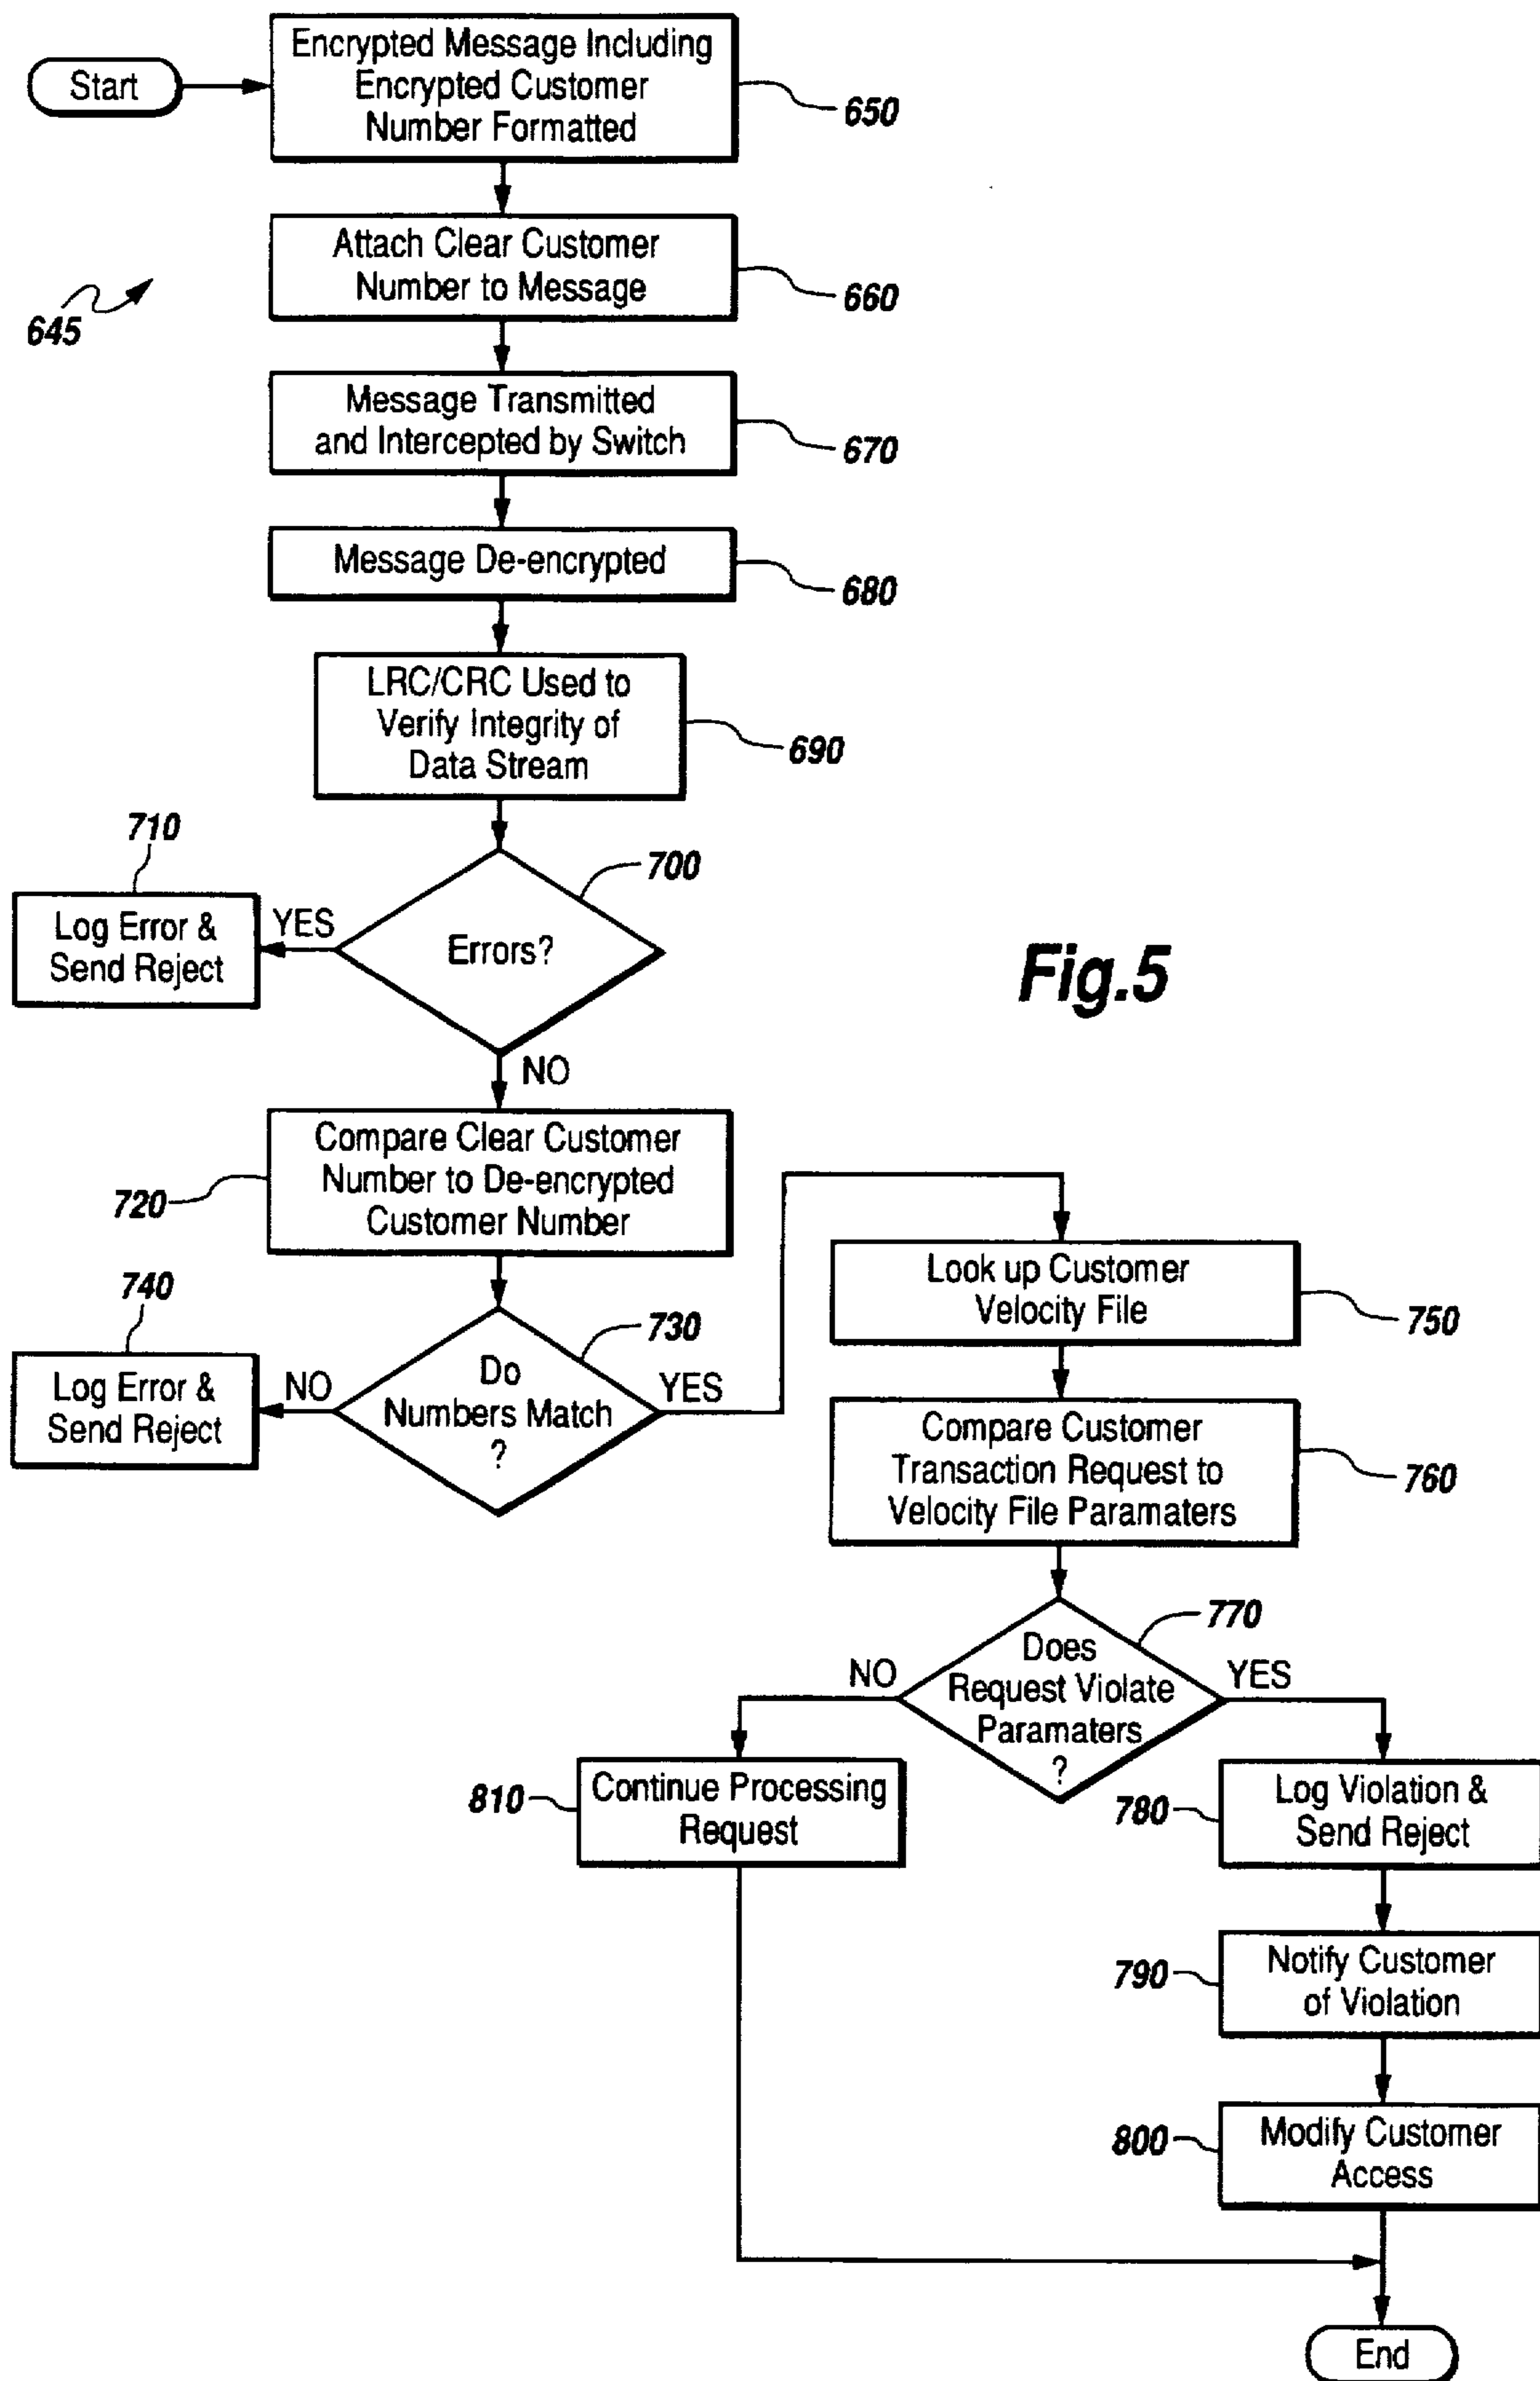 Start
Encrypted Message Including
Encrypted Customer
Number Formatted
650
Attach Clear Customer
Number to Message
660
645
Message Transmitted
and Intercepted by Switch
670
Message De-encrypted
680
LRC/CRC Used to
Verify Integrity of
Data Stream
690
710
700
Log Error &
Send Reject
YES
Errors?
Fig.5
NO
Compare Clear Customer
Number to De-encrypted
Customer Number
720
740
730
Log Error &
Send Reject
NO
Do
Numbers Match
?
YES
Look up Customer
Velocity File
750
Compare Customer
Transaction Request to
Velocity File Paramaters
760
770
NO
Does
Request Violate
Paramaters
?
YES
810
Continue Processing
Request
780
Log Violation &
Send Reject
790
Notify Customer
of Violation
800
Modify Customer
Access
End